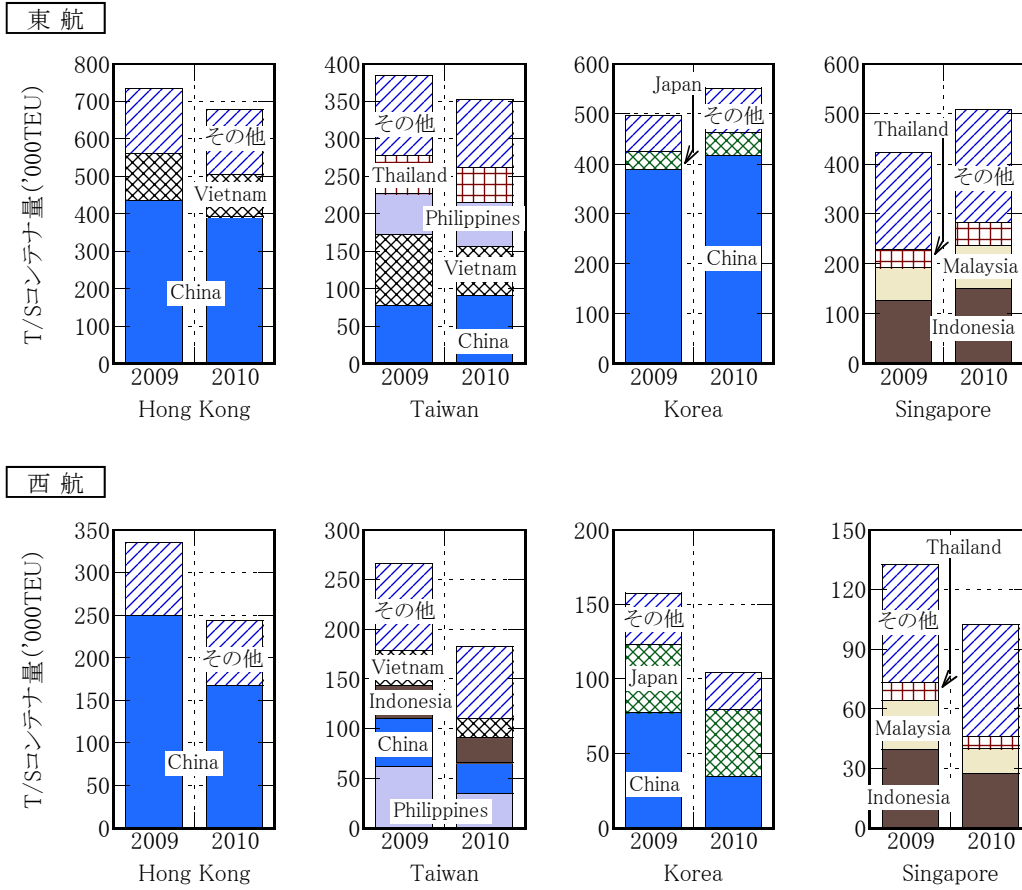 東 航
T/Sコンテナ量('000TEU)
800
700
600
500
400
300
200
100
0
その他
Vietnam
China
2009 2010
Hong Kong
400
350
300
250
200
150
100
50
0
その他
Thailand
Philippines
Vietnam
China
2009 2010
Taiwan
600
500
400
300
200
100
0
Japan
その他
China
2009 2010
Korea
600
500
400
300
200
100
0
Thailand
その他
Malaysia
Indonesia
2009 2010
Singapore
西 航
T/Sコンテナ量('000TEU)
350
300
250
200
150
100
50
0
その他
China
2009 2010
Hong Kong
300
250
200
150
100
50
0
その他
Vietnam
Indonesia
China
Philippines
2009 2010
Taiwan
200
150
100
50
0
その他
Japan
China
2009 2010
Korea
150
120
90
60
30
0
Thailand
その他
Malaysia
Indonesia
2009 2010
Singapore